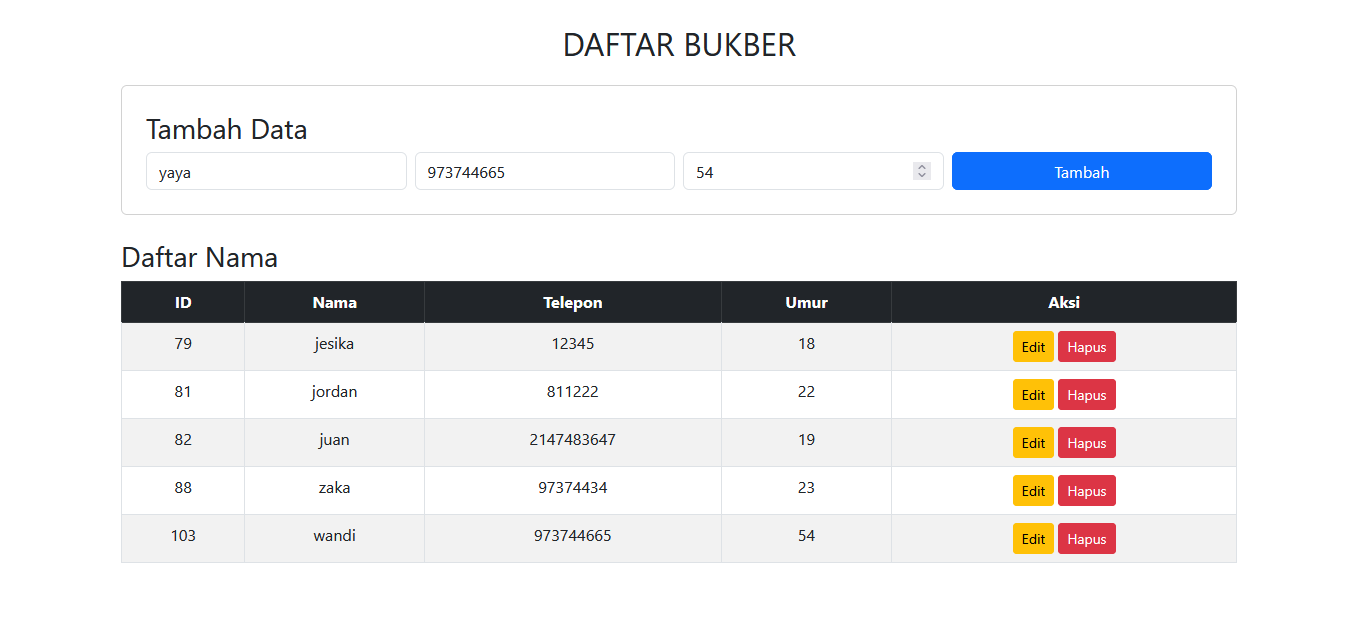 DAFTAR BUKBER
Tambah Data
yaya 973744665 54 Tambah
Daftar Nama
ID Nama Telepon Umur Aksi
79 jesika 12345 18 Edit Hapus
81 jordan 811222 22 Edit Hapus
82 juan 2147483647 19 Edit Hapus
88 zaka 97374434 23 Edit Hapus
103 wandi 973744665 54 Edit Hapus